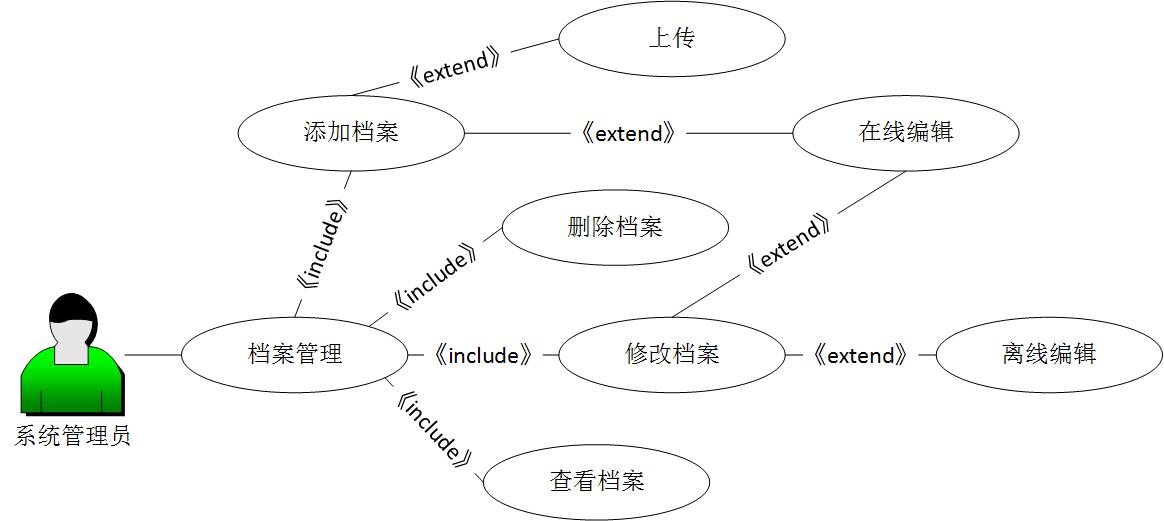 上传
《extend》
添加档案
《extend》
在线编辑
《include》
删除档案
《extend》
《include》
档案管理
《include》
修改档案
《extend》
离线编辑
《include》
系统管理员
查看档案